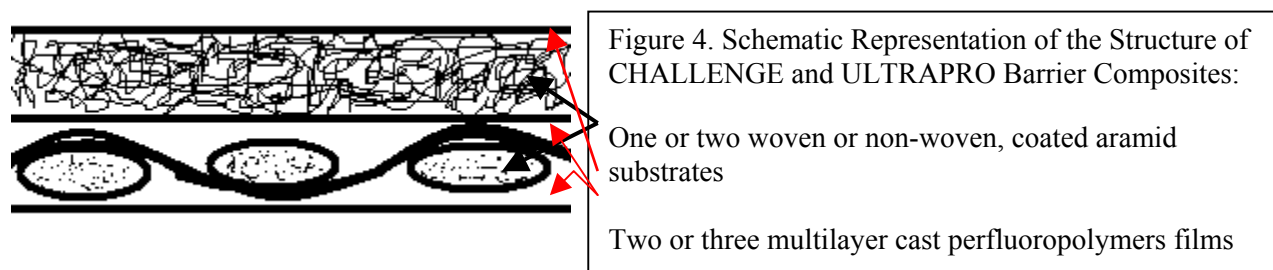 Figure 4. Schematic Representation of the Structure of
CHALLENGE and ULTRAPRO Barrier Composites:
One or two woven or non-woven, coated aramid
substrates
Two or three multilayer cast perfluoropolymers films